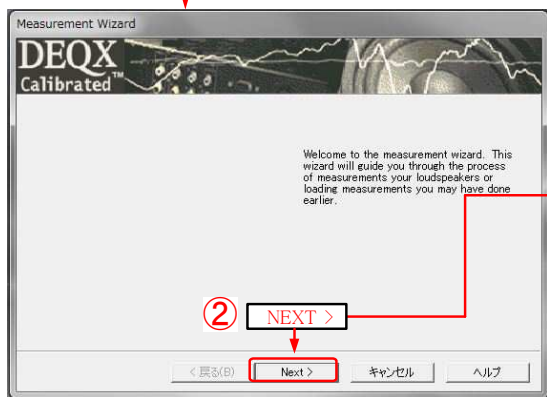 Measurement Wizard
DEQX
Calibrated™
Welcome to the measurement wizard. This
wizard will guide you through the process
of measurements your loudspeakers or
loading measurements you may have done
earlier.
② NEXT >
< 戻る(B) Next > キャンセル ヘルプ